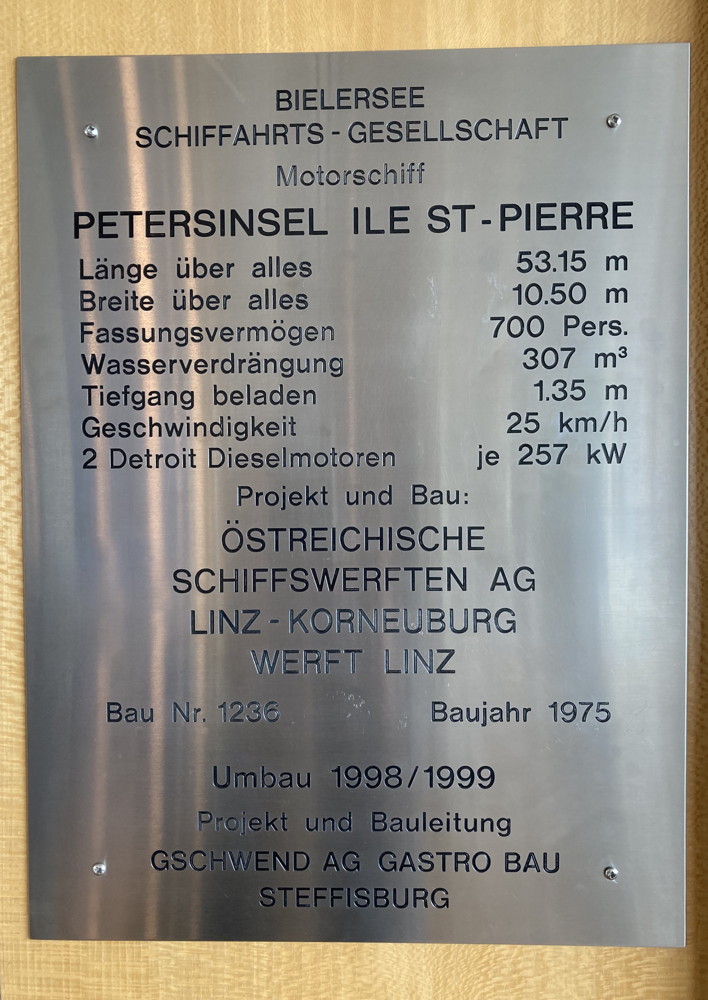 BIELERSEE
SCHIFFAHRTS - GESELLSCHAFT
Motorschiff
PETERSINSEL ILE ST - PIERRE
Länge über alles 53.15 m
Breite über alles 10.50 m
Fassungsvermögen 700 Pers.
Wasserverdrängung 307 m³
Tiefgang beladen 1.35 m
Geschwindigkeit 25 km/h
2 Detroit Dieselmotoren je 257 kW
Projekt und Bau:
ÖSTREICHISCHE
SCHIFFSWERFTEN AG
LINZ - KORNEUBURG
WERFT LINZ
Bau Nr. 1236 Baujahr 1975
Umbau 1998/1999
Projekt und Bauleitung
GSCHWEND AG GASTRO BAU
STEFFISBURG